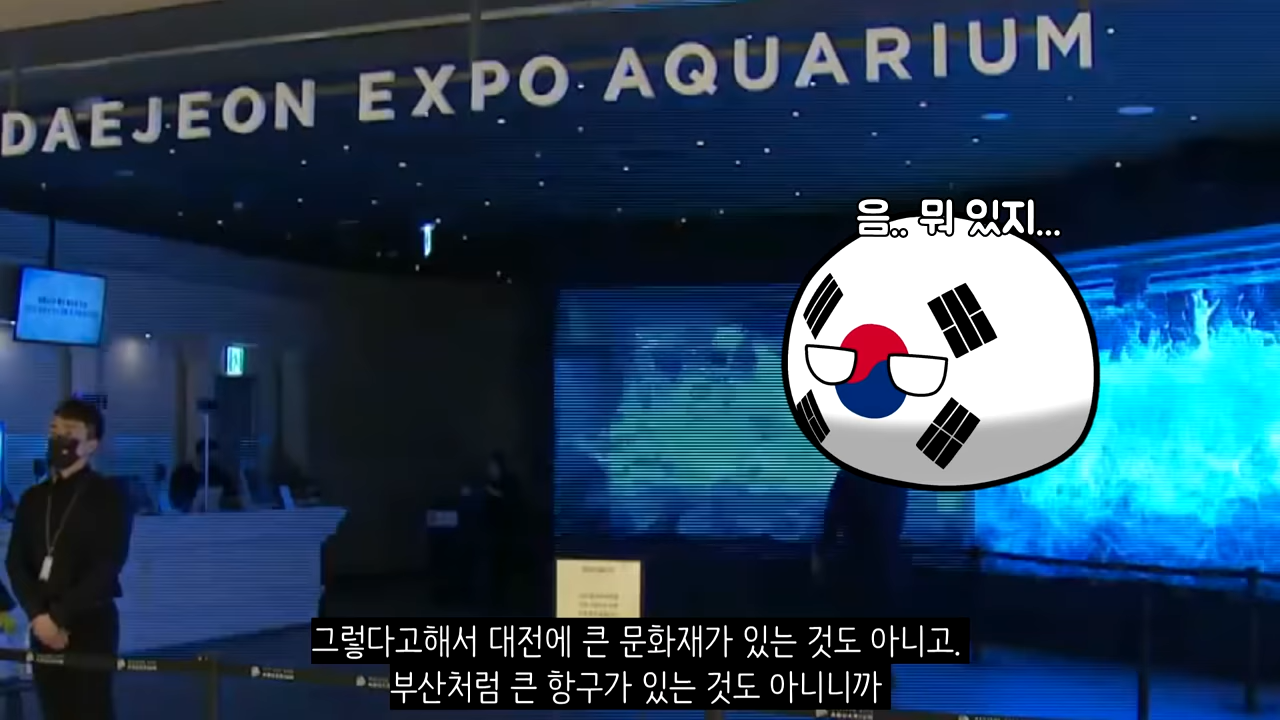 DAEJEON EXPO AQUARIUM
음.. 뭐 있지...
그렇다고해서 대전에 큰 문화재가 있는 것도 아니고.
부산처럼 큰 항구가 있는 것도 아니니까